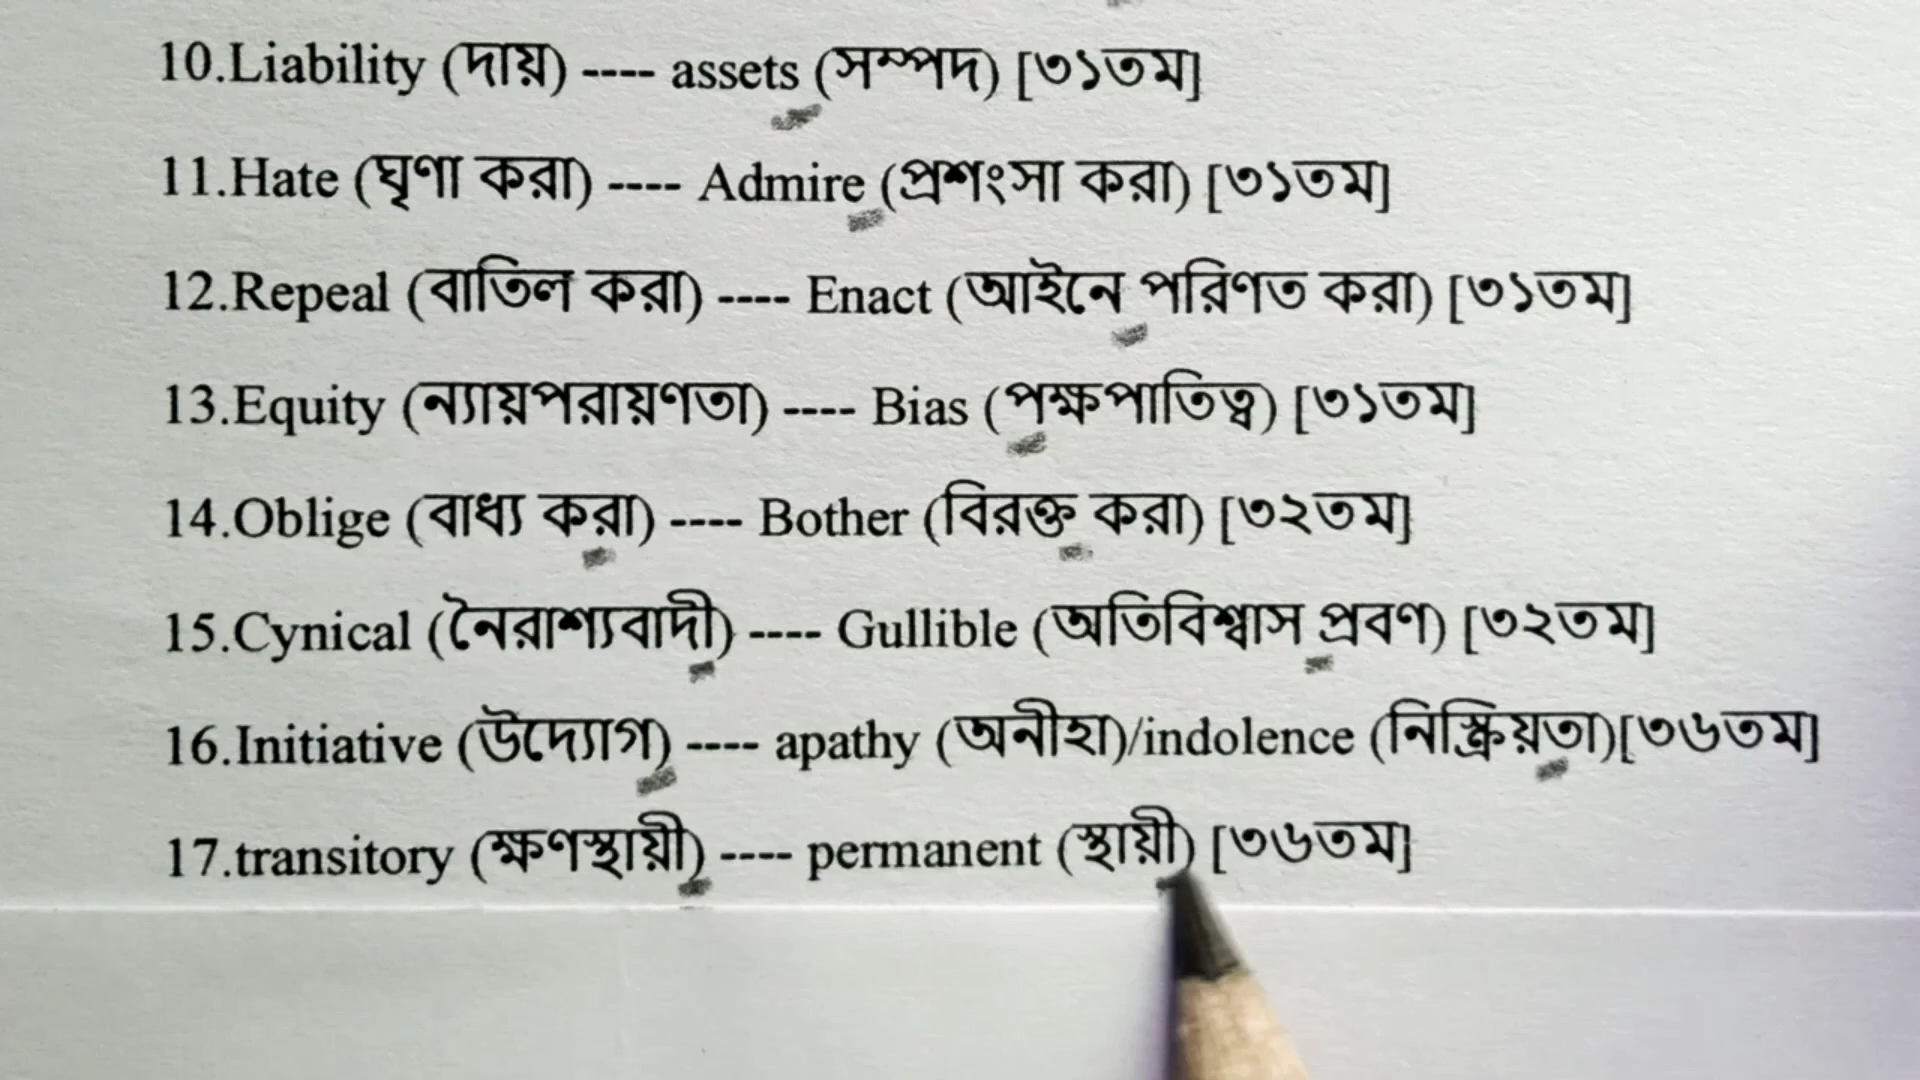 10.Liability (দায়) ---- assets (সম্পদ) [৩১তম]
11.Hate (ঘৃণা করা) ---- Admire (প্রশংসা করা) [৩১তম]
12.Repeal (বাতিল করা) ---- Enact (আইনে পরিণত করা) [৩১তম]
13.Equity (ন্যায়পরায়ণতা) ---- Bias (পক্ষপাতিত্ব) [৩১তম]
14.Oblige (বাধ্য করা) ---- Bother (বিরক্ত করা) [৩২তম]
15.Cynical (নৈরাশ্যবাদী) ---- Gullible (অতিবিশ্বাস প্রবণ) [৩২তম]
16.Initiative (উদ্যোগ) ---- apathy (অনীহা)/indolence (নিস্ক্রিয়তা)[৩৬তম]
17.transitory (ক্ষণস্থায়ী) ---- permanent (স্থায়ী) [৩৬তম]